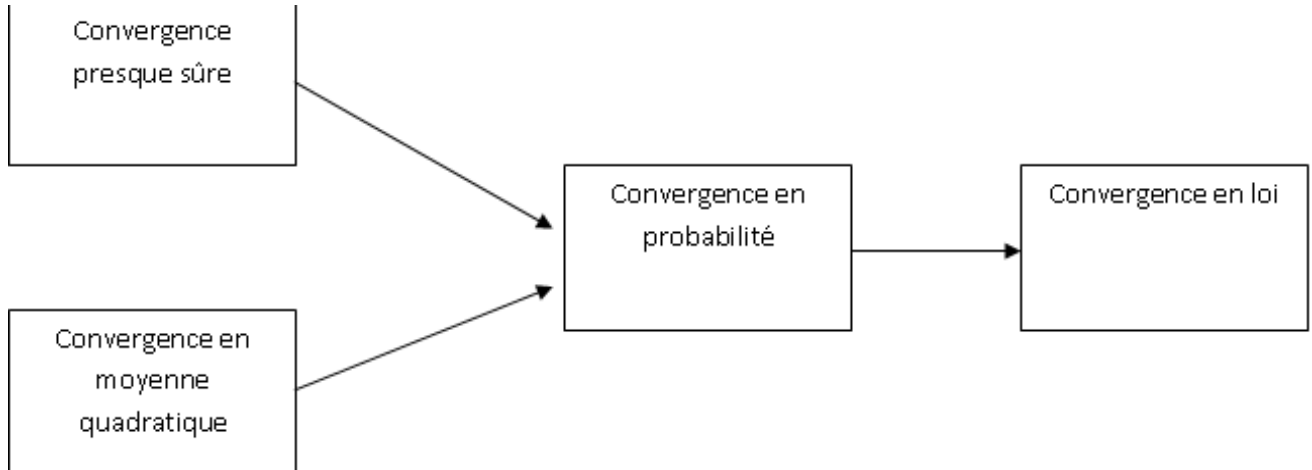 Convergence
presque sûre
Convergence en
probabilité
Convergence en loi
Convergence en
moyenne
quadratique